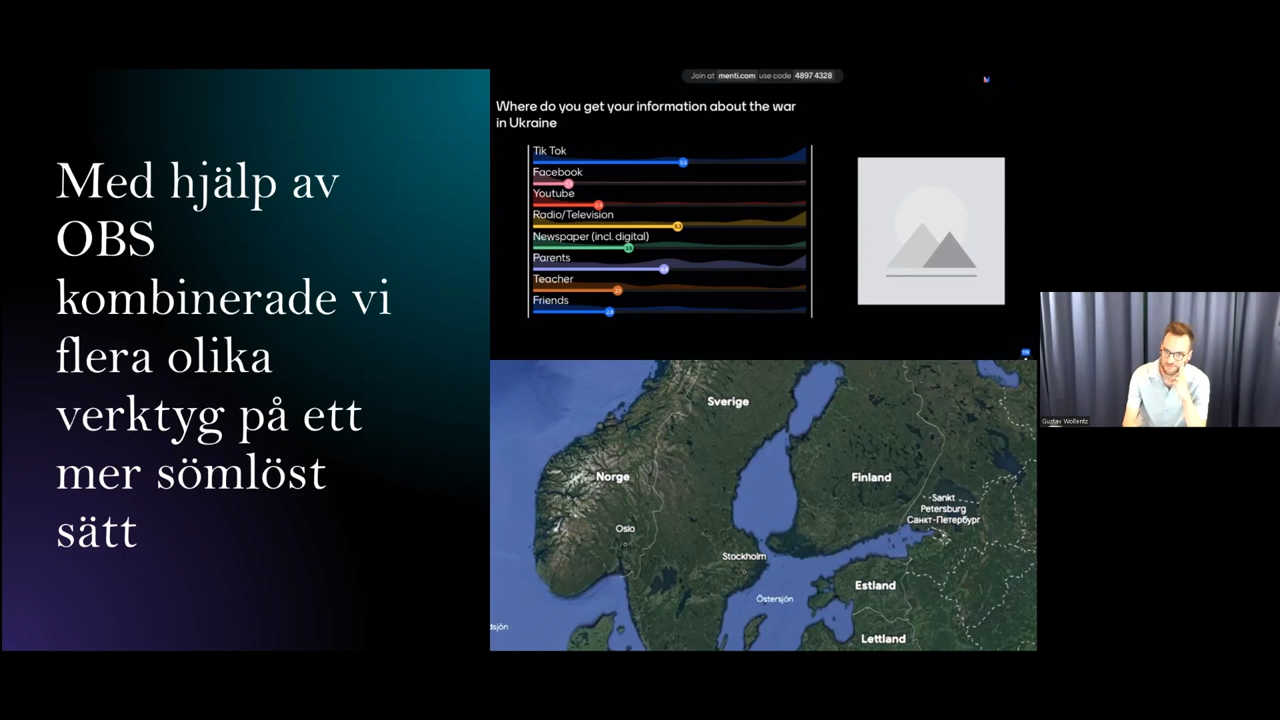 Med hjälp av
OBS
kombinerade vi
flera olika
verktyg på ett
mer sömlöst
sätt
Join at menti.com use code 4897 4328
Where do you get your information about the war
in Ukraine
Tik Tok
Facebook
Youtube
Radio/Television
Newspaper (incl. digital)
Parents
Teacher
Friends
Sverige
Norge
Finland
Sankt
Petersburg
Санкт-Петербург
Oslo
Stockholm
Estland
Östersjön
dsjön
Lettland
Gustav Wollentz